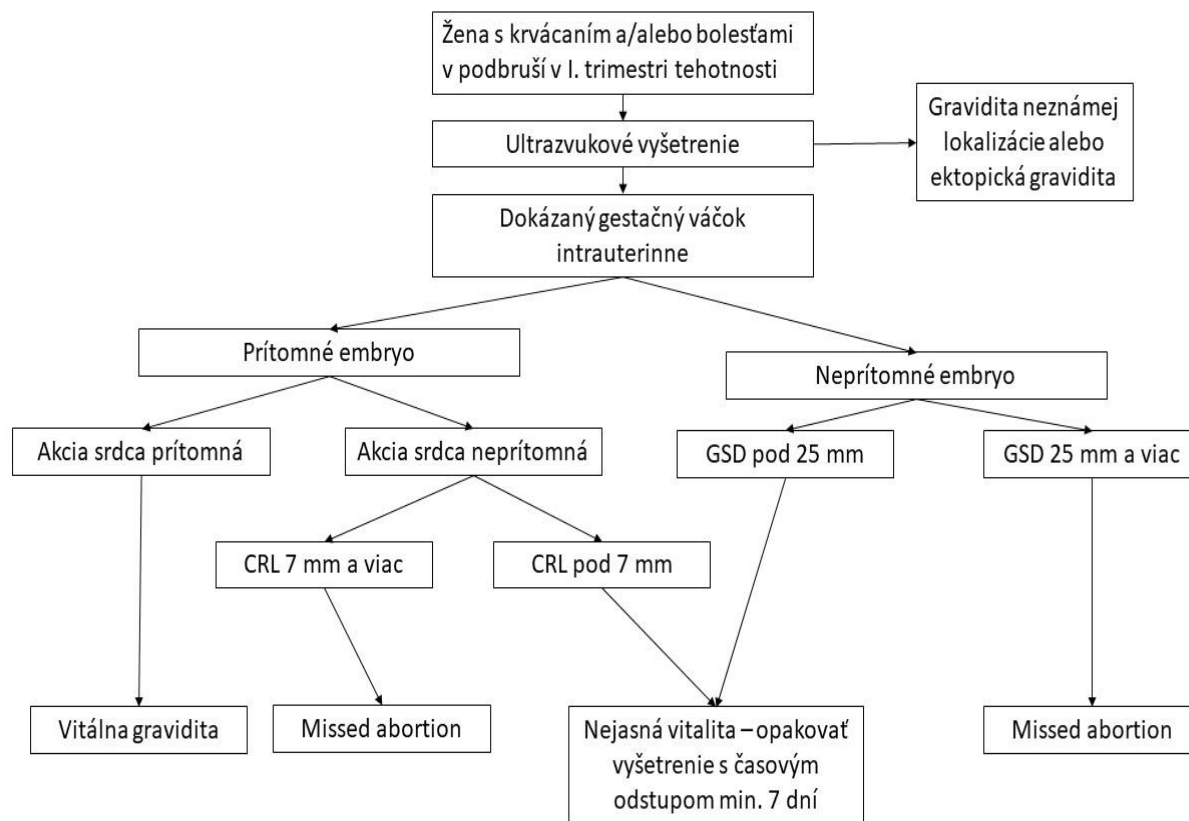 Žena s krvácaním a/alebo bolesťami
v podbruší v I. trimestri tehotnosti
Ultrazvukové vyšetrenie
Gravidita neznámej
lokalizácie alebo
ektopická gravidita
Dokázaný gestačný váčok
intrauterinne
Prítomné embryo
Neprítomné embryo
Akcia srdca prítomná
Akcia srdca neprítomná
GSD pod 25 mm
GSD 25 mm a viac
CRL 7 mm a viac
CRL pod 7 mm
Vitálna gravidita
Missed abortion
Nejasná vitalita – opakovať
vyšetrenie s časovým
odstupom min. 7 dní
Missed abortion